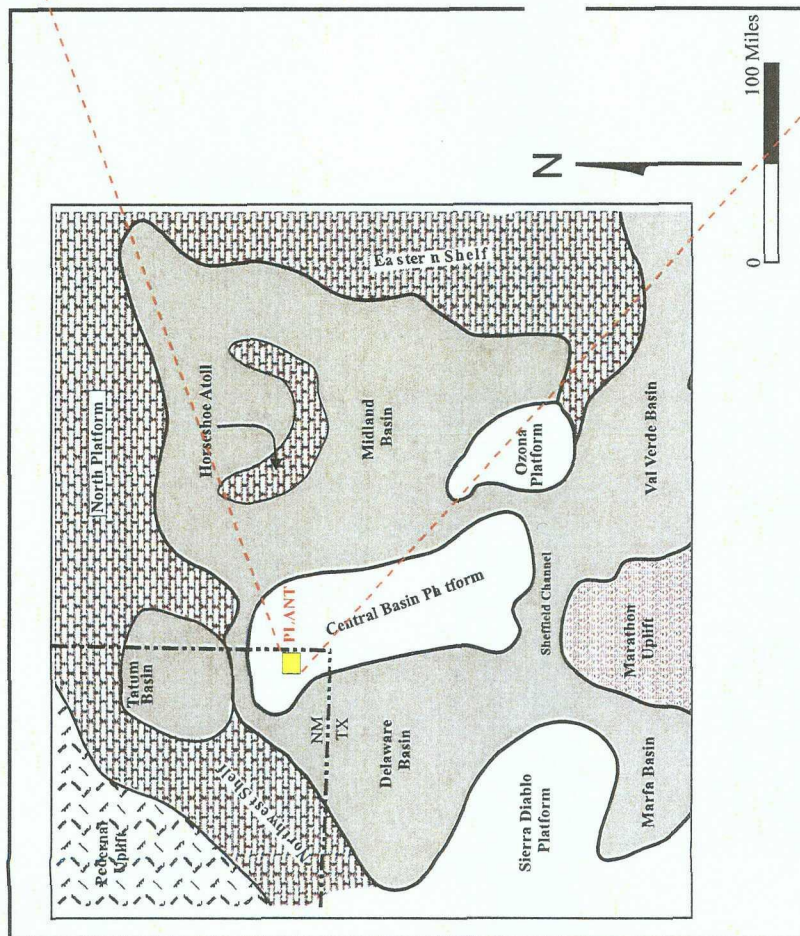 Pedernal
Uplift
Tatum
Basin
North Platform
Northwest Shelf
Horseshoe Atoll
PLANT
NM
TX
Eastern Shelf
Delaware
Basin
Central Basin Platform
Midland
Basin
Ozona
Platform
Sierra Diablo
Platform
Sheffield Channel
Marfa Basin
Marathon
Uplift
Val Verde Basin
N
0
100 Miles